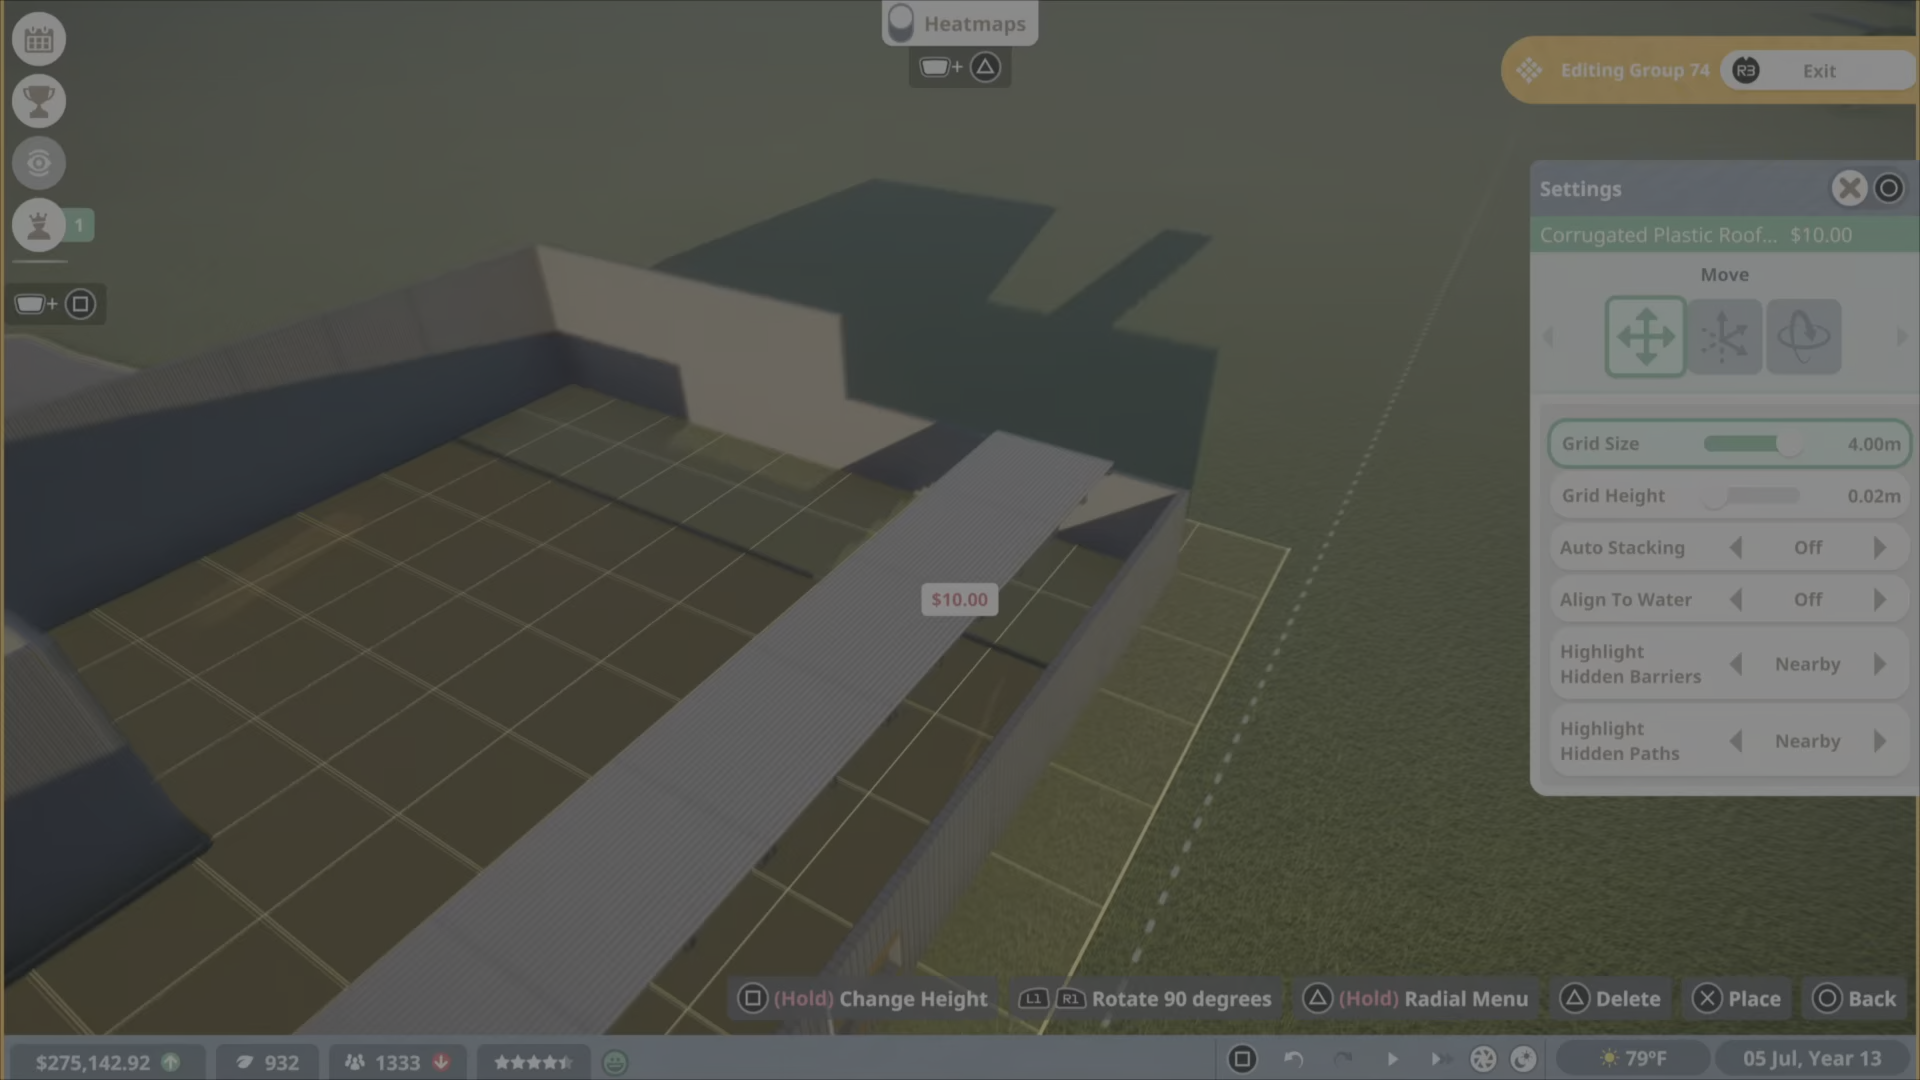 Heatmaps
+
Editing Group 74
R3
Exit
1
+
Settings
Corrugated Plastic Roof... $10.00
Move
Grid Size 4.00m
Grid Height 0.02m
Auto Stacking Off
Align To Water Off
Highlight
Hidden Barriers Nearby
Highlight
Hidden Paths Nearby
$10.00
(Hold) Change Height
L1 R1 Rotate 90 degrees
(Hold) Radial Menu
Delete
Place
Back
$275,142.92
932
1333
79°F
05 Jul, Year 13